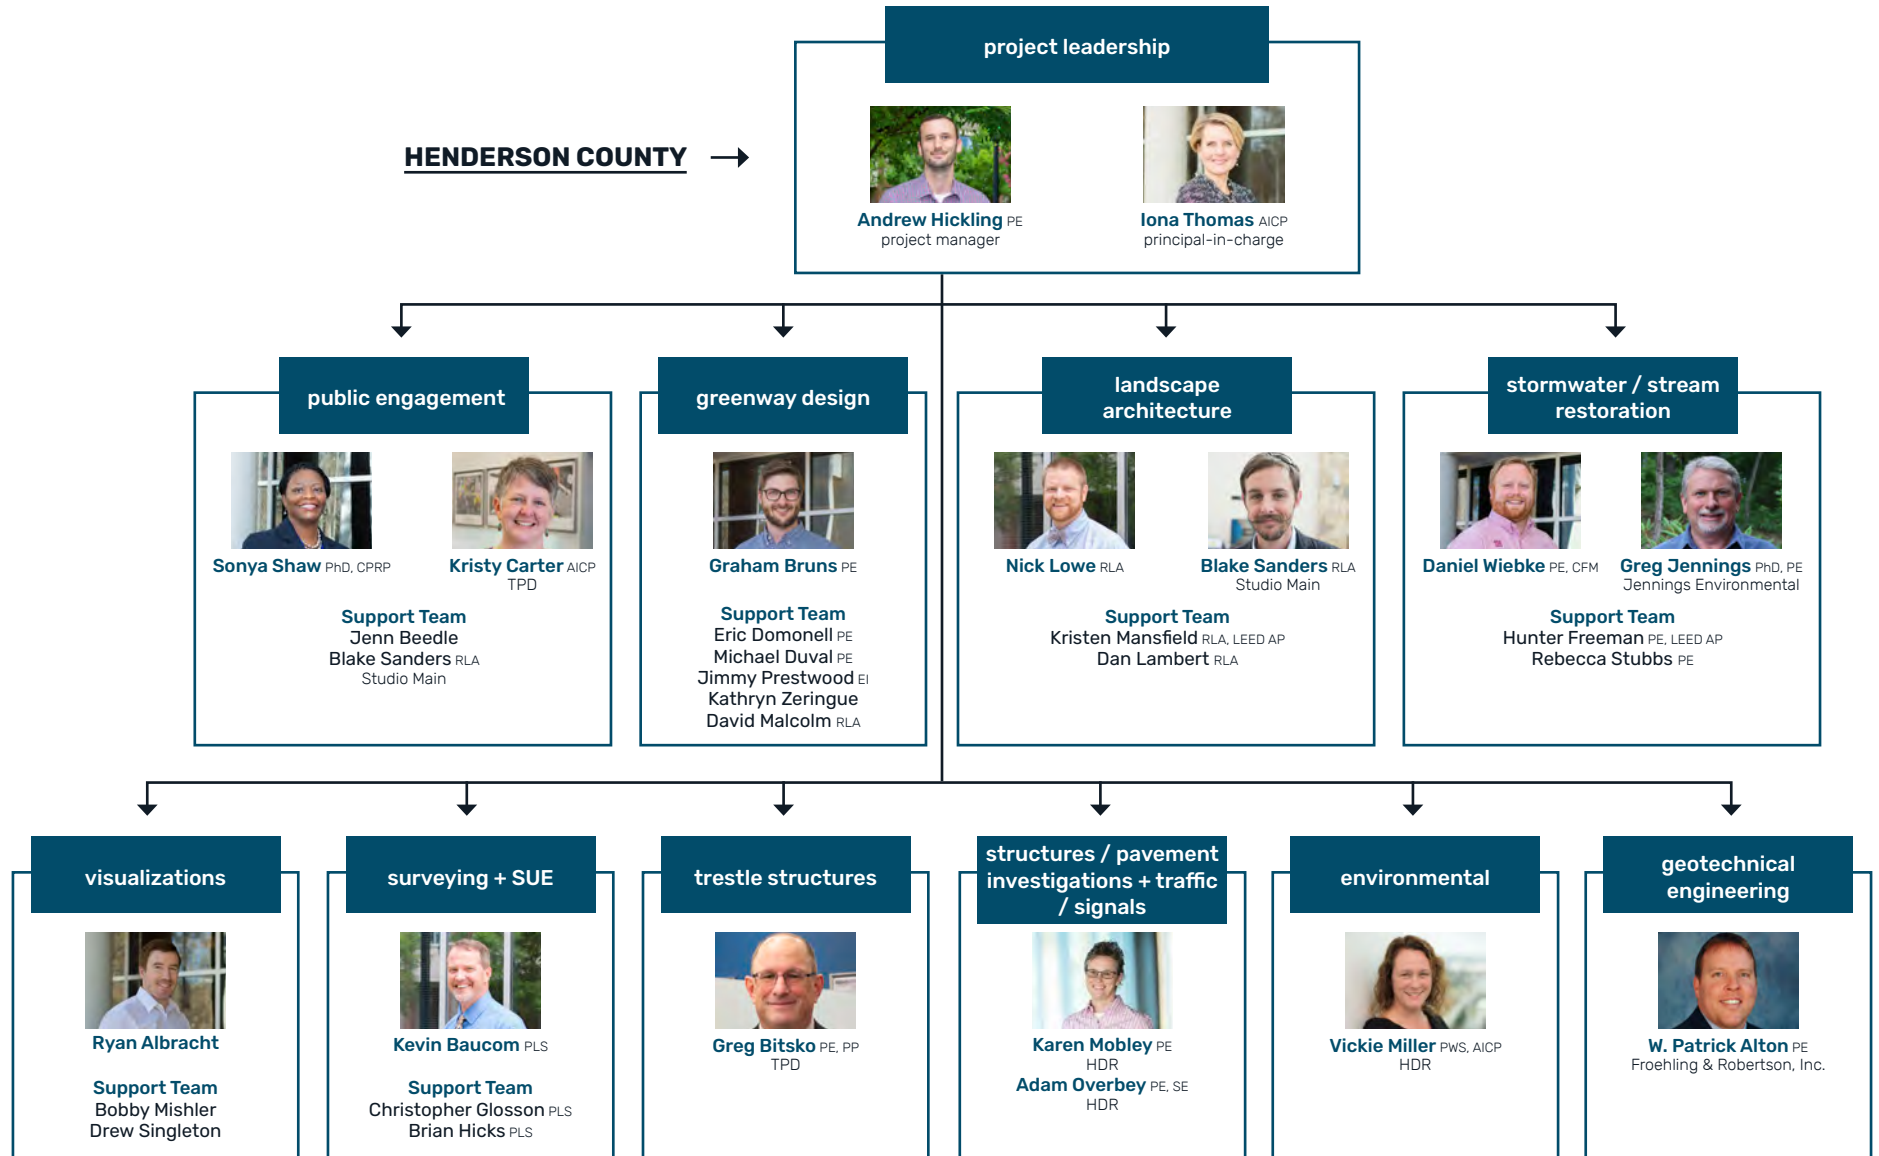 project leadership
HENDERSON COUNTY
Andrew Hickling PE
project manager
Iona Thomas AICP
principal-in-charge
public engagement
Sonya Shaw PhD, CPRP
Kristy Carter AICP
TPD
Support Team
Jenn Beedle
Blake Sanders RLA
Studio Main
greenway design
Graham Bruns PE
Support Team
Eric Domonell PE
Michael Duval PE
Jimmy Prestwood EI
Kathryn Zeringue
David Malcolm RLA
landscape
architecture
Nick Lowe RLA
Blake Sanders RLA
Studio Main
Support Team
Kristen Mansfield RLA, LEED AP
Dan Lambert RLA
stormwater / stream
restoration
Daniel Wiebke PE, CFM
Greg Jennings PhD, PE
Jennings Environmental
Support Team
Hunter Freeman PE, LEED AP
Rebecca Stubbs PE
visualizations
Ryan Albracht
Support Team
Bobby Mishler
Drew Singleton
surveying + SUE
Kevin Baucom PLS
Support Team
Christopher Glosson PLS
Brian Hicks PLS
trestle structures
Greg Bitsko PE, PP
TPD
structures / pavement
investigations + traffic
/ signals
Karen Mobley PE
HDR
Adam Overbey PE, SE
HDR
environmental
Vickie Miller PWS, AICP
HDR
geotechnical
engineering
W. Patrick Alton PE
Froehling & Robertson, Inc.